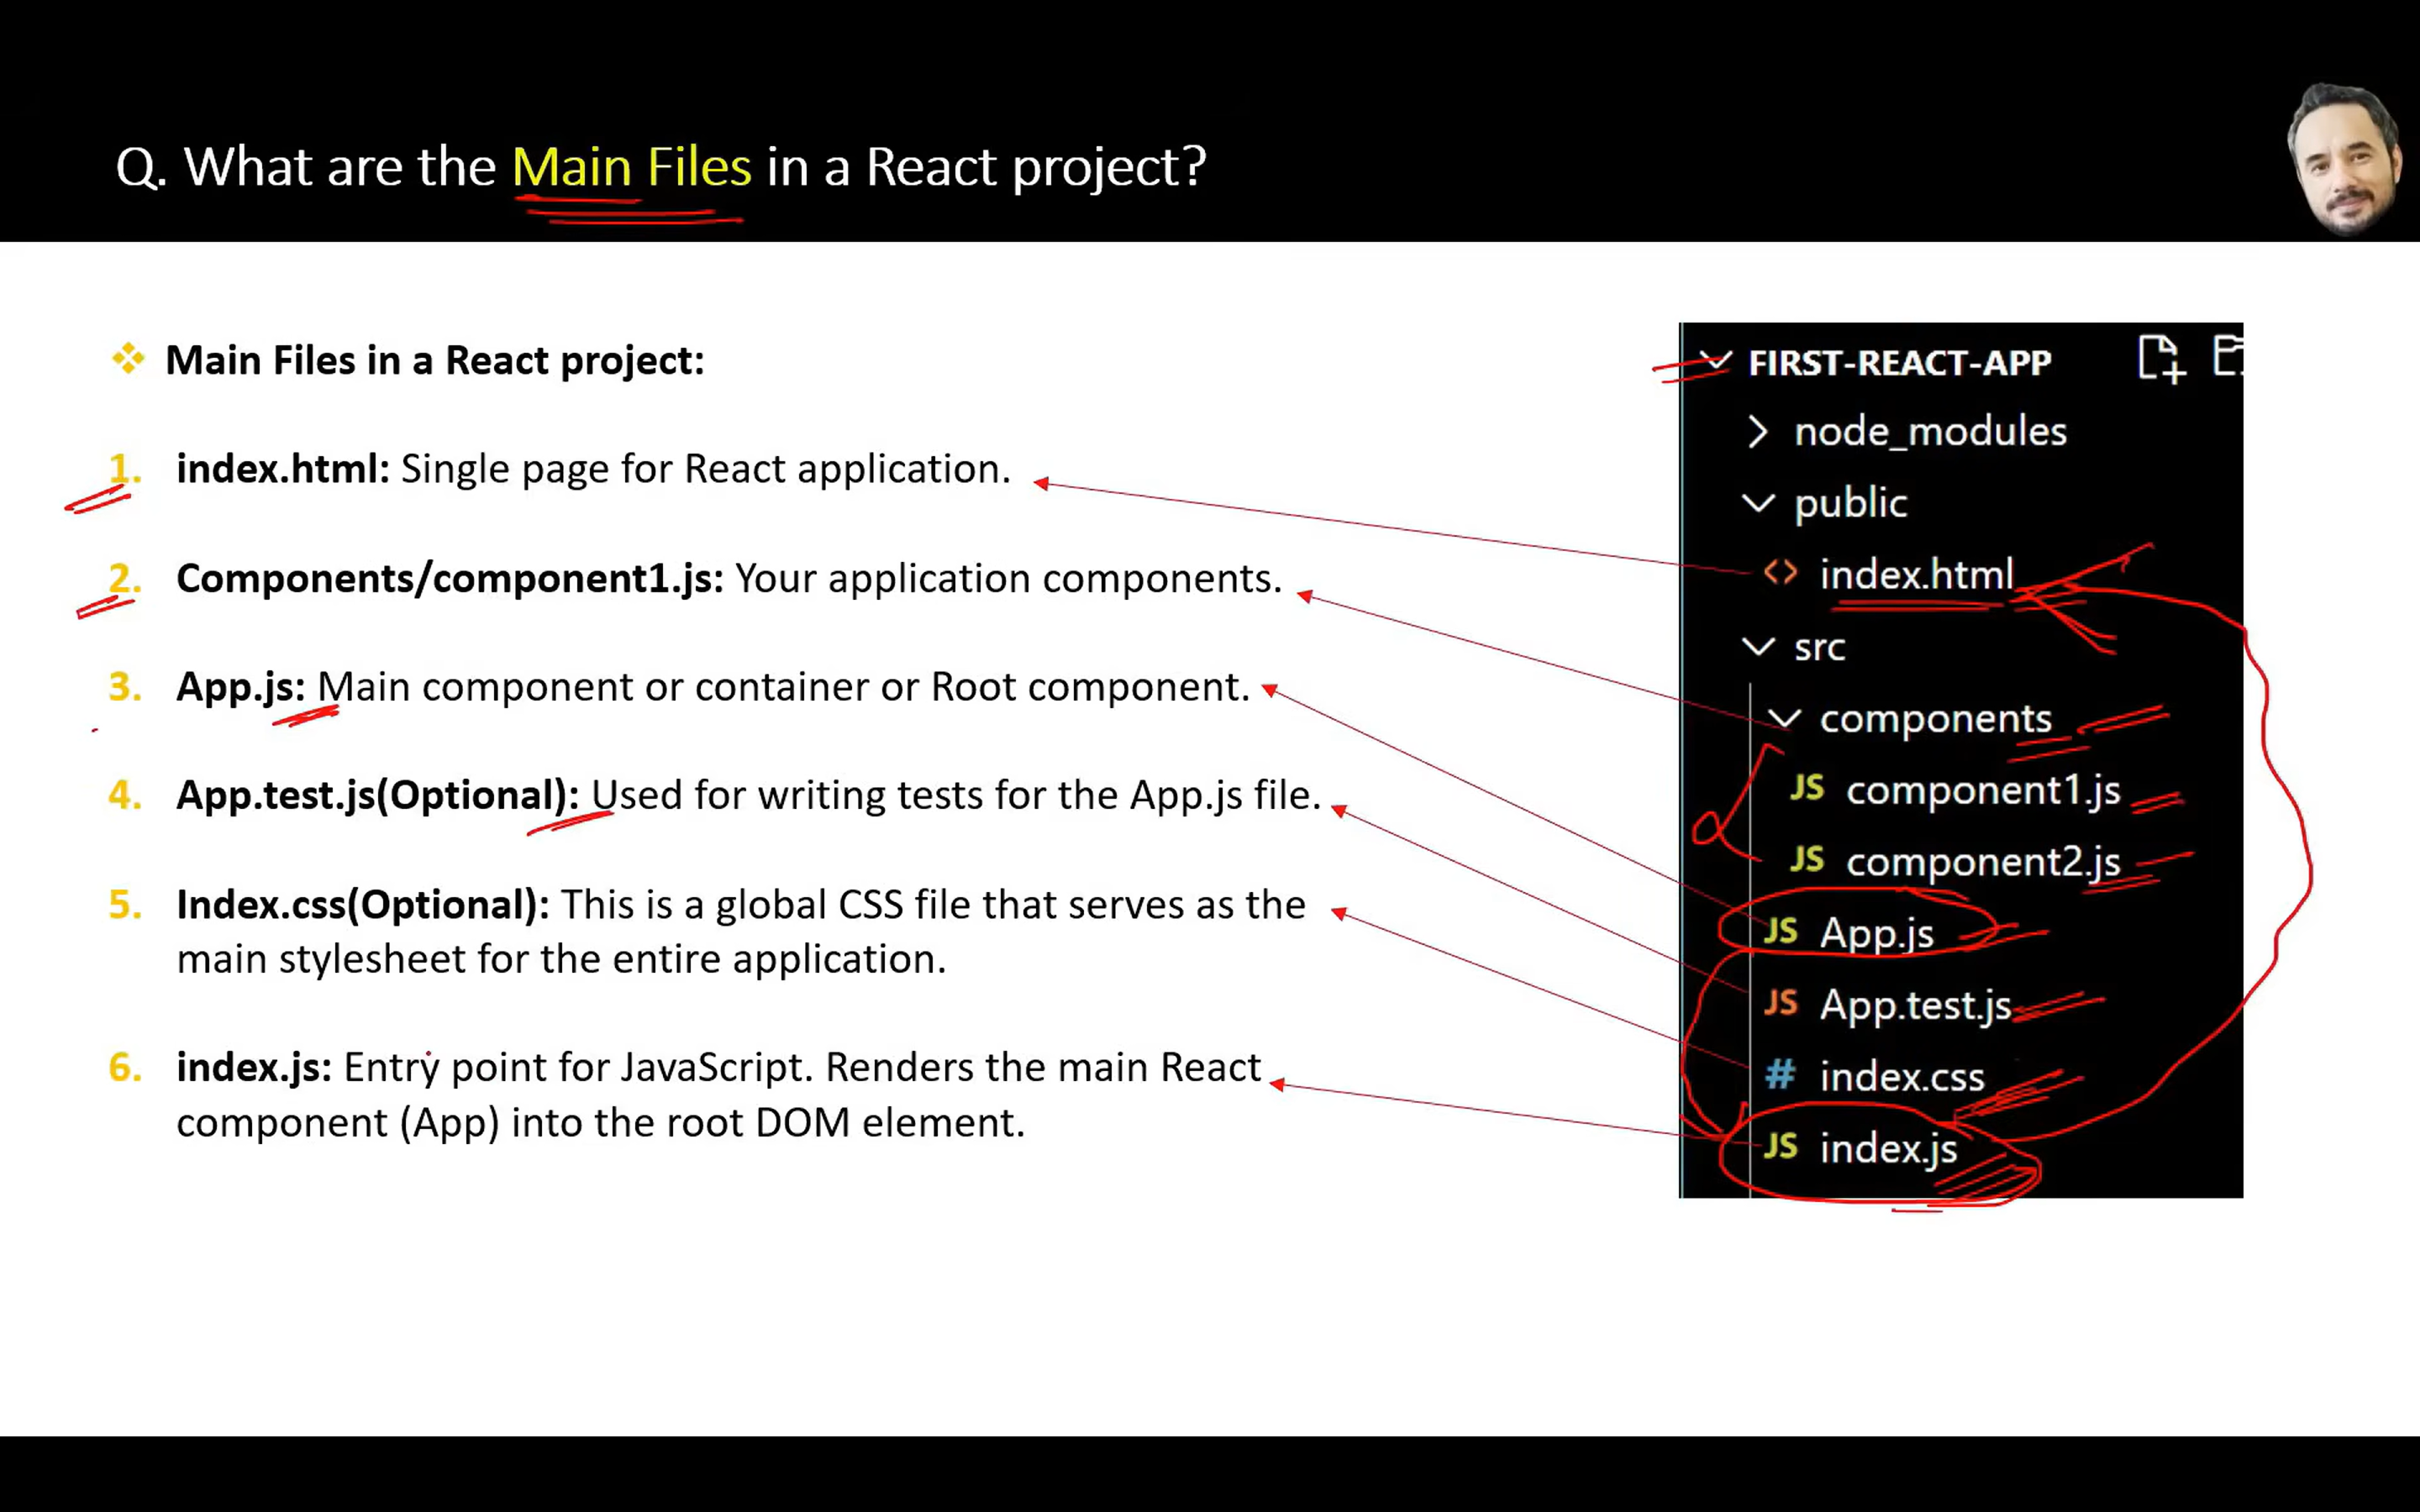 Q. What are the Main Files in a React project?
Main Files in a React project:
1. index.html: Single page for React application.
2. Components/component1.js: Your application components.
3. App.js: Main component or container or Root component.
4. App.test.js(Optional): Used for writing tests for the App.js file.
5. Index.css(Optional): This is a global CSS file that serves as the
main stylesheet for the entire application.
6. index.js: Entry point for JavaScript. Renders the main React
component (App) into the root DOM element.
FIRST-REACT-APP
node_modules
public
<> index.html
src
components
JS component1.js
JS component2.js
JS App.js
JS App.test.js
# index.css
JS index.js